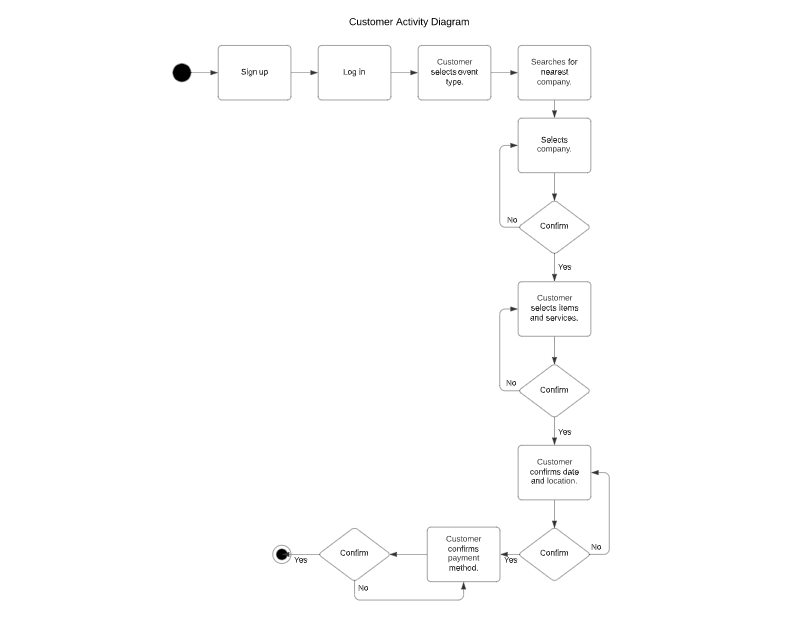 Customer Activity Diagram
Sign up
Log in
Customer
selects event
type.
Searches for
nearest
company.
Selects
company.
Confirm
No
Yes
Customer
selects items
and services.
Confirm
No
Yes
Customer
confirms date
and location.
Confirm
No
Yes
Customer
confirms
payment
method.
Confirm
Yes
No